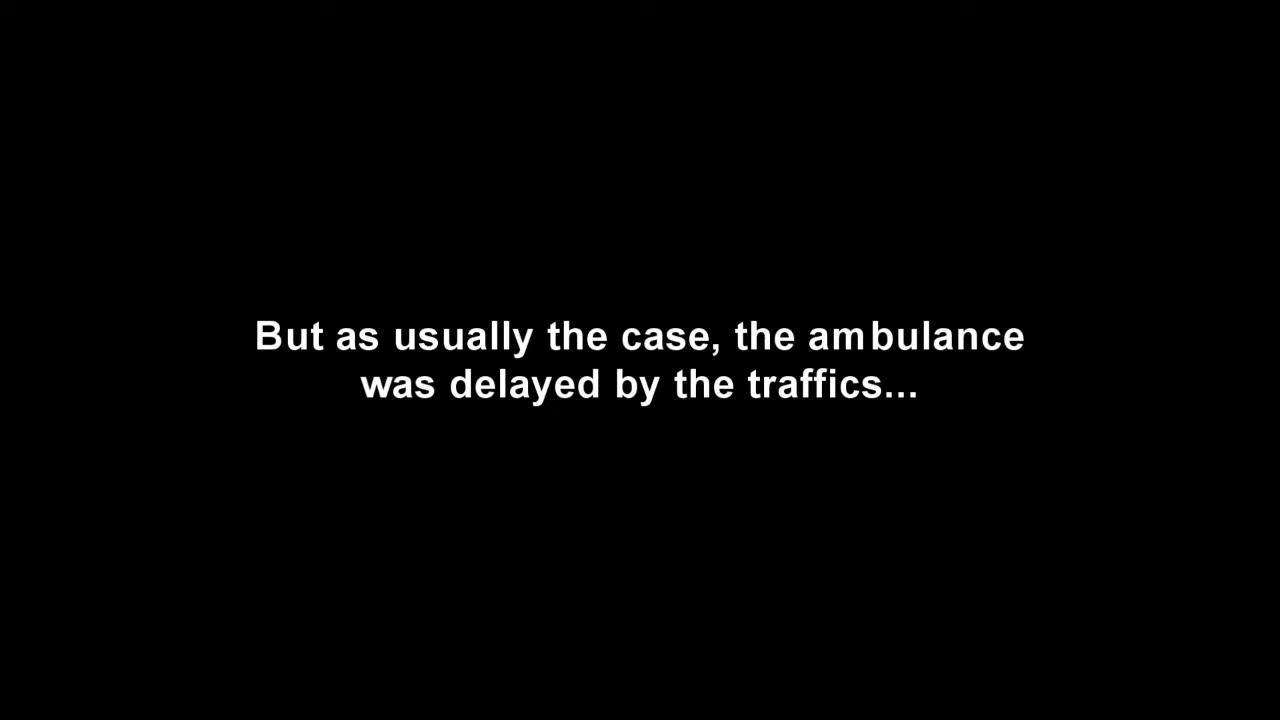 But as usually the case, the ambulance
was delayed by the traffics...